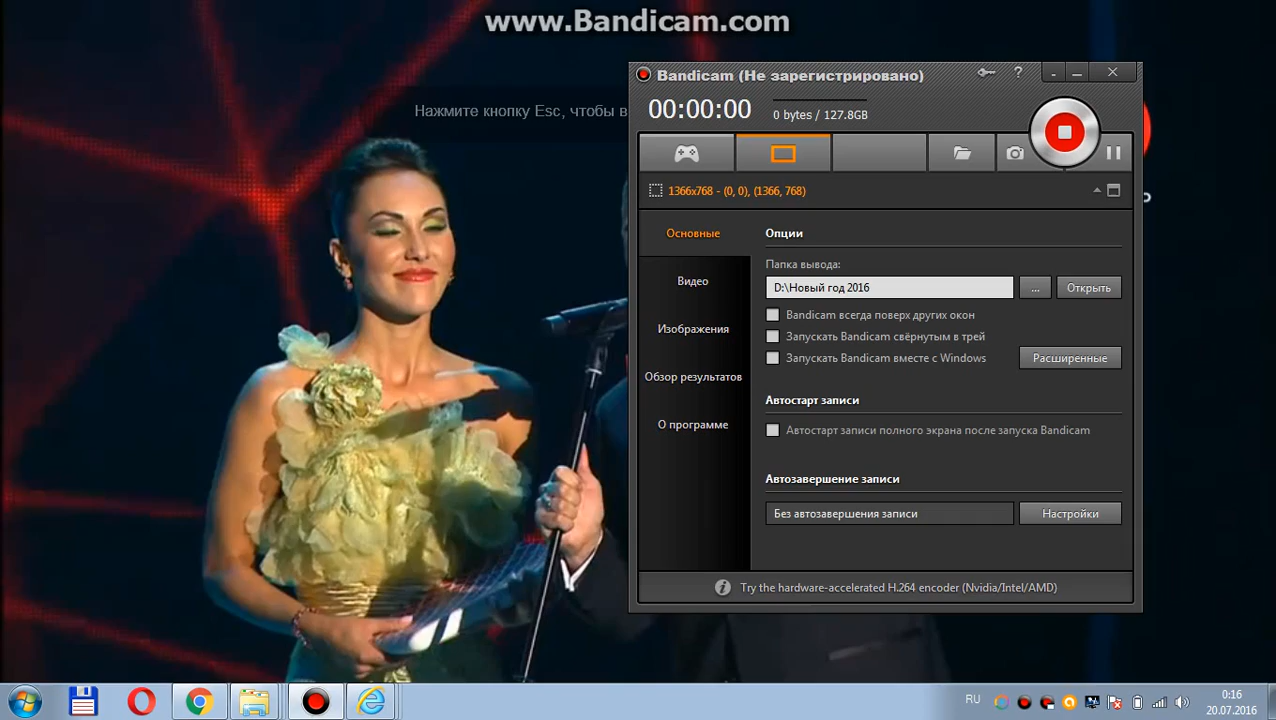 www.Bandicam.com
Bandicam (Не зарегистрировано)
?
Нажмите кнопку Esc, чтобы в
00:00:00
0 bytes / 127.8GB
1366x768 - (0, 0), (1366, 768)
Основные
Видео
Изображения
Обзор результатов
О программе
Опции
Папка вывода:
D:\Новый год 2016
...
Открыть
Bandicam всегда поверх других окон
Запускать Bandicam свёрнутым в трей
Запускать Bandicam вместе с Windows
Расширенные
Автостарт записи
Автостарт записи полного экрана после запуска Bandicam
Автозавершение записи
Без автозавершения записи
Настройки
Try the hardware-accelerated H.264 encoder (Nvidia/Intel/AMD)
RU
0:16
20.07.2016